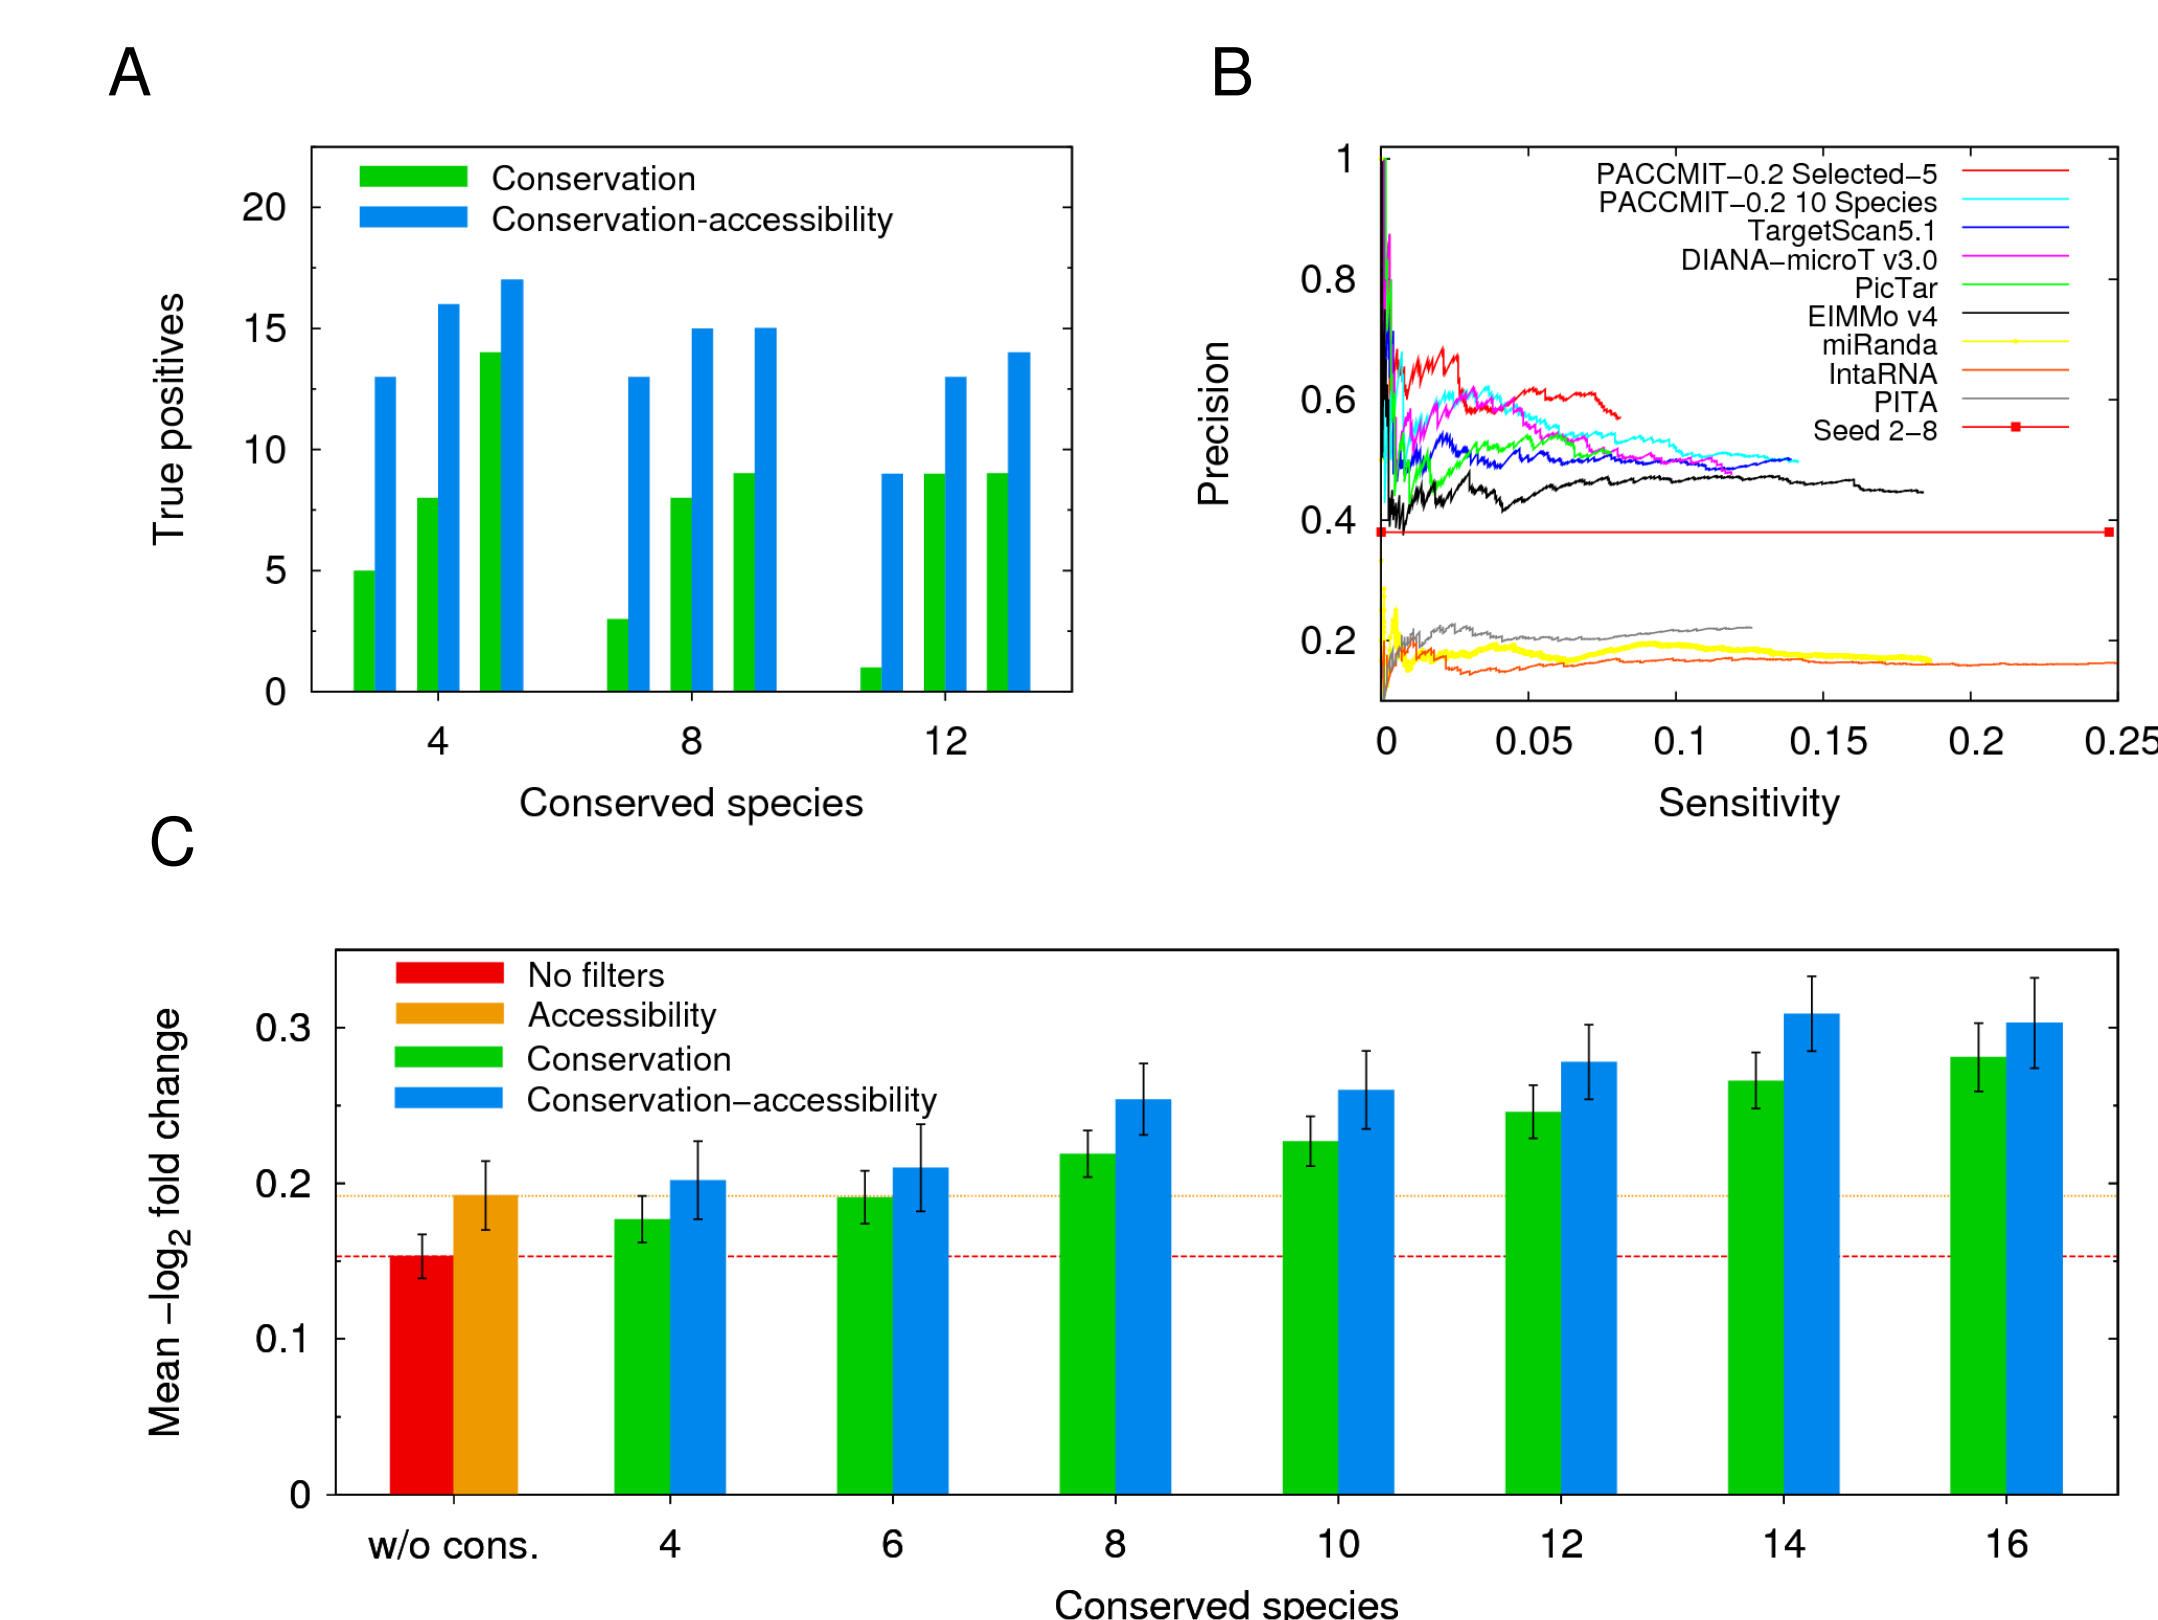 A
B
Conservation
Conservation-accessibility
20
15
10
5
0
True positives
4
8
12
Conserved species
PACCMIT−0.2 Selected−5
PACCMIT−0.2 10 Species
TargetScan5.1
DIANA−microT v3.0
PicTar
EIMMo v4
miRanda
IntaRNA
PITA
Seed 2−8
1
0.8
0.6
0.4
0.2
Precision
0
0.05
0.1
0.15
0.2
0.25
Sensitivity
C
No filters
Accessibility
Conservation
Conservation−accessibility
0.3
0.2
0.1
0
Mean −log2 fold change
w/o cons.
4
6
8
10
12
14
16
Conserved species